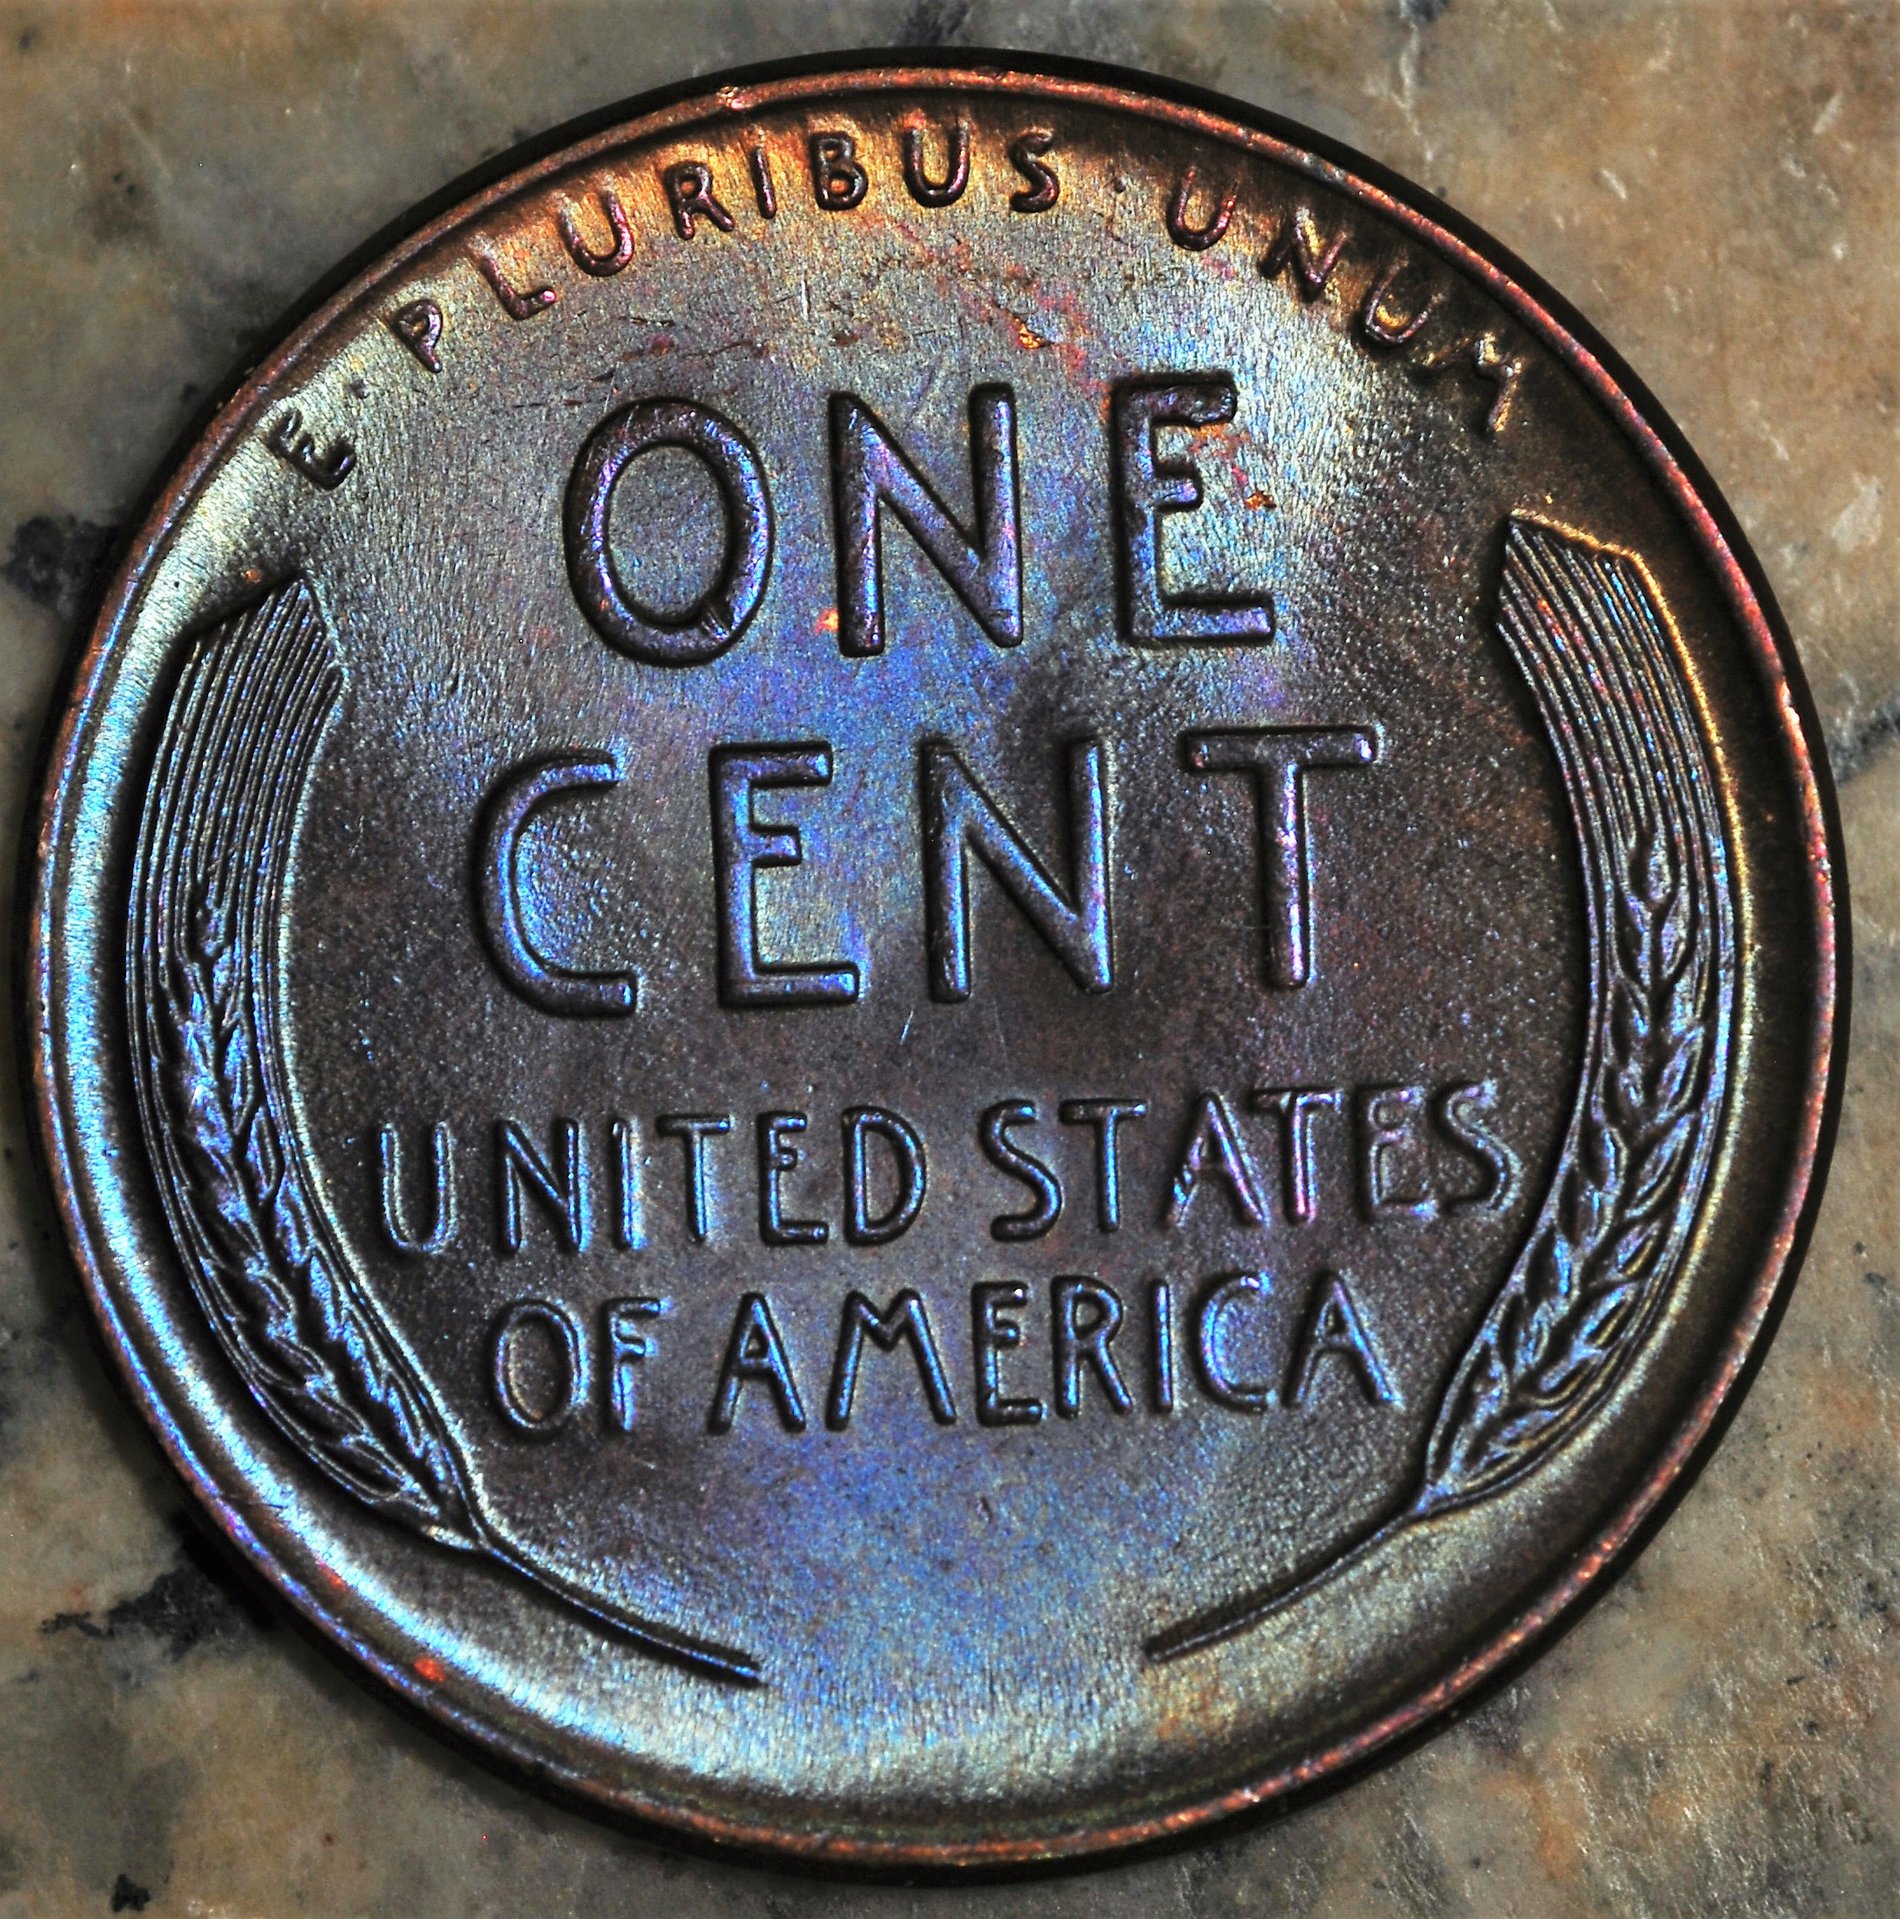 E · PLURIBUS · UNUM
ONE
CENT
UNITED STATES
OF AMERICA